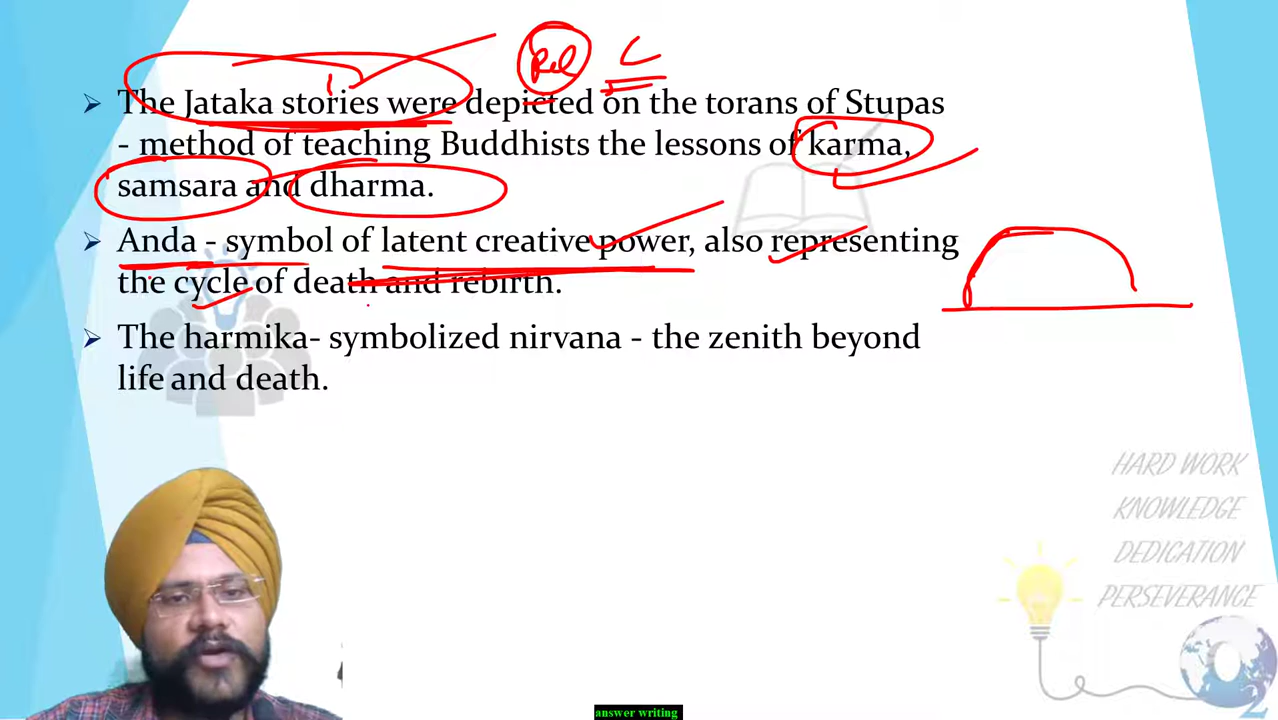 Rel C
The Jataka stories were depicted on the torans of Stupas
- method of teaching Buddhists the lessons of karma,
samsara and dharma.
Anda - symbol of latent creative power, also representing
the cycle of death and rebirth.
The harmika- symbolized nirvana - the zenith beyond
life and death.
HARD WORK
KNOWLEDGE
DEDICATION
PERSEVERANCE
2
answer writing